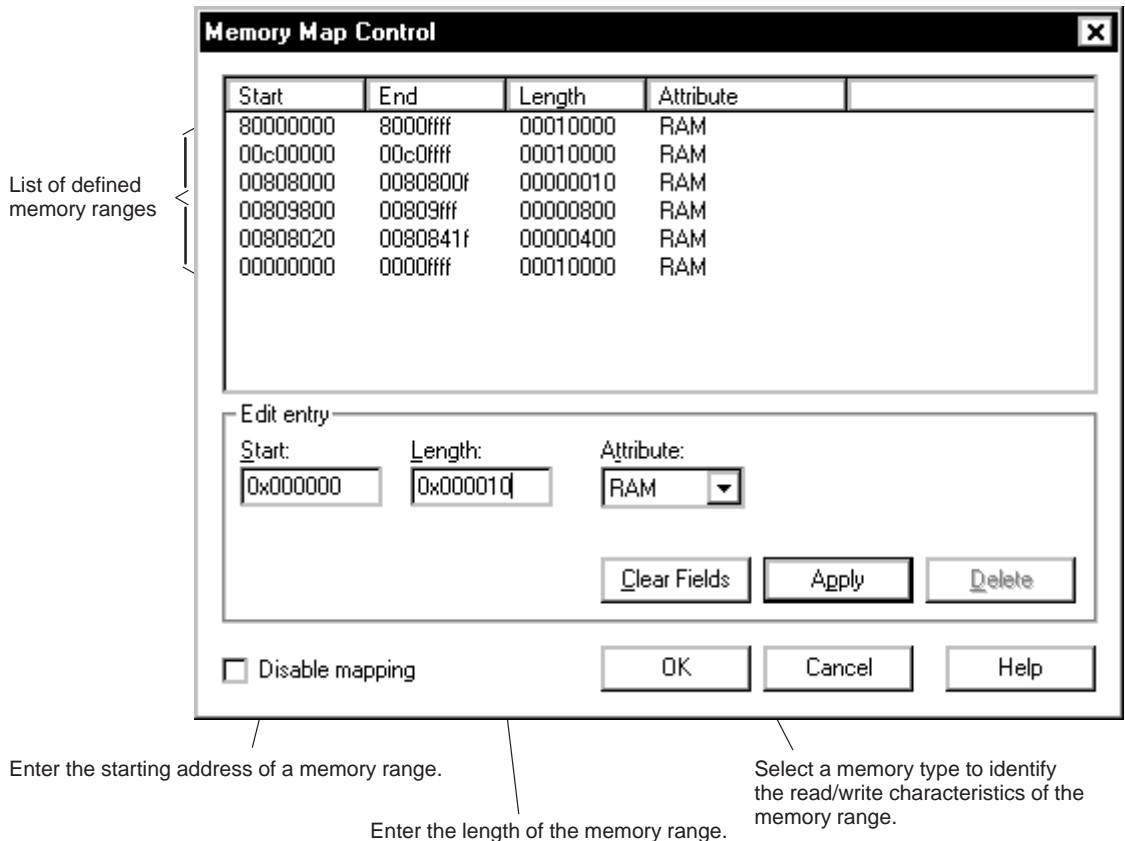 Memory Map Control
Start End Length Attribute
80000000 8000ffff 00010000 RAM
00c00000 00c0ffff 00010000 RAM
00808000 0080800f 00000010 RAM
00809800 00809fff 00000800 RAM
00808020 0080841f 00000400 RAM
00000000 0000ffff 00010000 RAM
List of defined
memory ranges
Edit entry
Start: Length: Attribute:
0x000000 0x000010 RAM
Clear Fields Apply Delete
Disable mapping OK Cancel Help
Enter the starting address of a memory range.
Enter the length of the memory range.
Select a memory type to identify
the read/write characteristics of the
memory range.